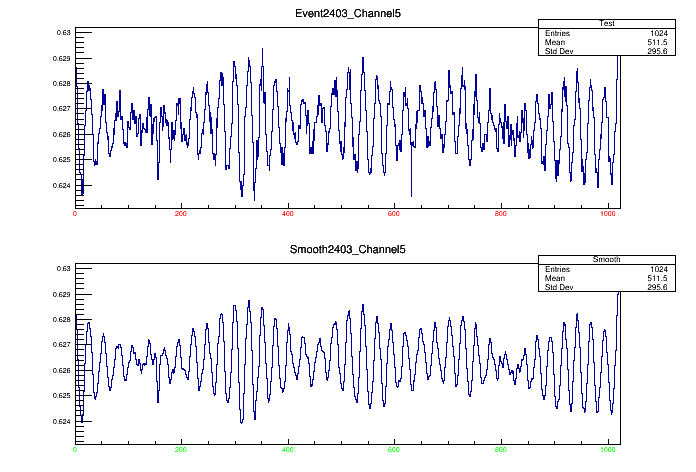 Event2403_Channel5
Test
Entries 1024
Mean 511.5
Std Dev 295.6
0.63
0.629
0.628
0.627
0.626
0.625
0.624
0 200 400 600 800 1000
Smooth2403_Channel5
Smooth
Entries 1024
Mean 511.5
Std Dev 295.6
0.63
0.629
0.628
0.627
0.626
0.625
0.624
0 200 400 600 800 1000